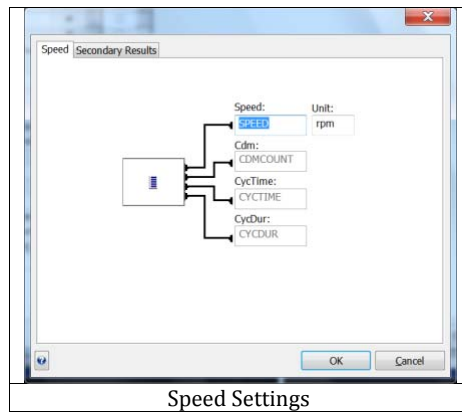 Speed Secondary Results
Speed: Unit:
SPEED rpm
Cdm:
CDMCOUNT
CycTime:
CYCTIME
CycDur:
CYCDUR
OK Cancel
Speed Settings